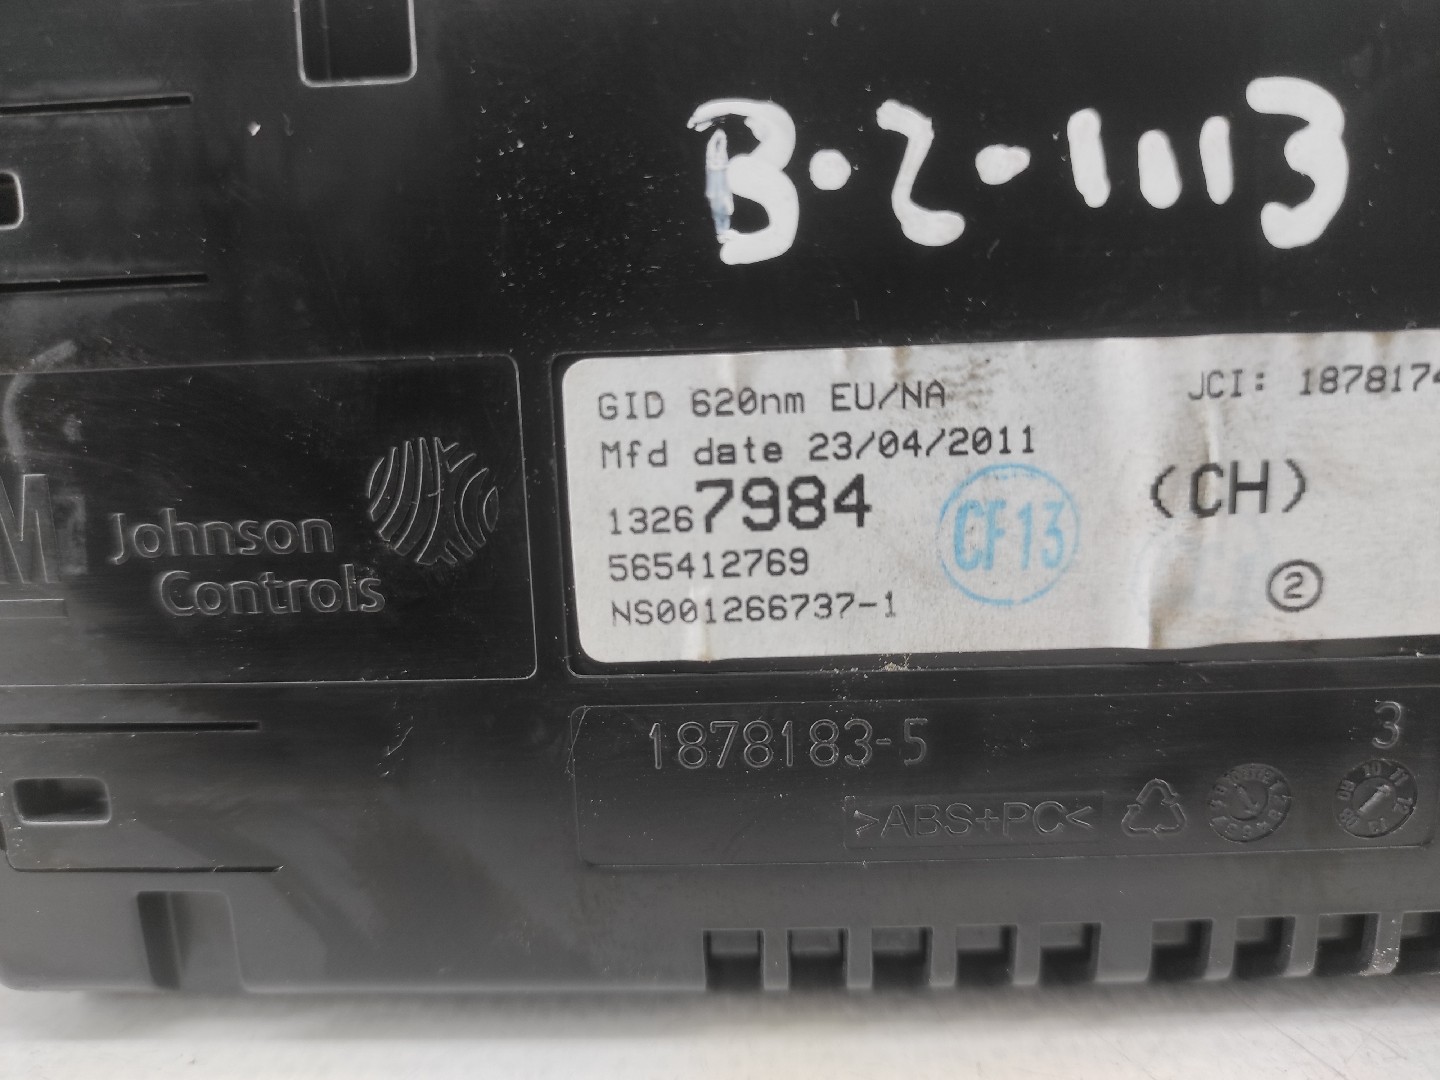 B·2·1113
GID 620nm EU/NA
JCI: 1878174
Mfd date 23/04/2011
13267984
(CH)
CF13
565412769
2
NS001266737-1
M
Johnson
Controls
1878183-5
3
>ABS+PC<